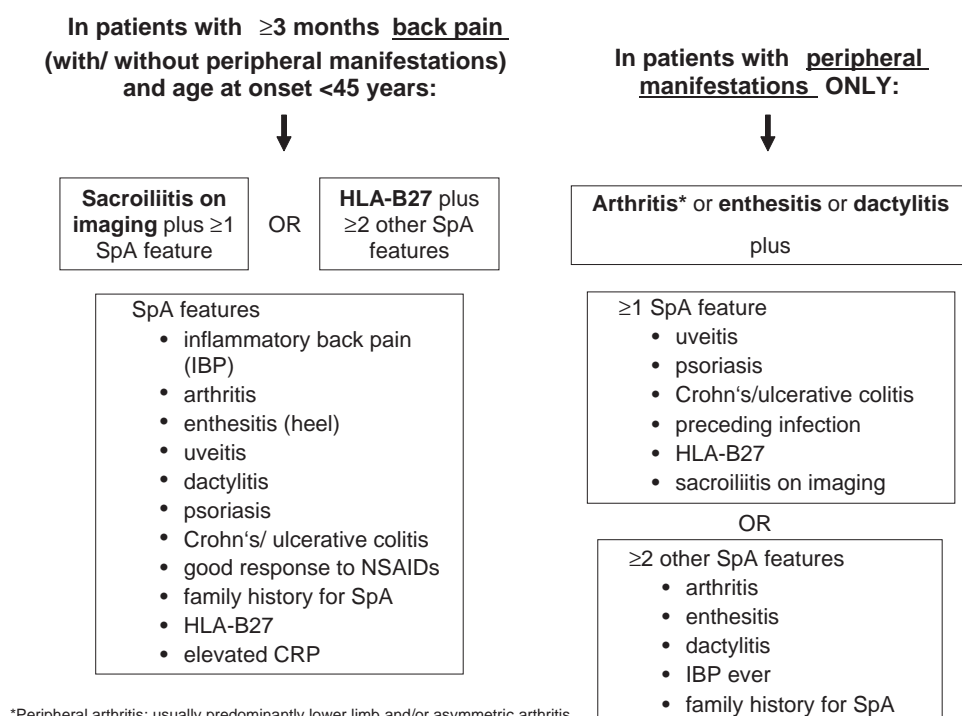 In patients with ≥3 months back pain
(with/ without peripheral manifestations)
and age at onset <45 years:
Sacroiliitis on
imaging plus ≥1
SpA feature
OR
HLA-B27 plus
≥2 other SpA
features
SpA features
• inflammatory back pain
(IBP)
• arthritis
• enthesitis (heel)
• uveitis
• dactylitis
• psoriasis
• Crohn‘s/ ulcerative colitis
• good response to NSAIDs
• family history for SpA
• HLA-B27
• elevated CRP
*Peripheral arthritis: usually predominantly lower limb and/or asymmetric arthritis
In patients with peripheral
manifestations ONLY:
Arthritis* or enthesitis or dactylitis
plus
≥1 SpA feature
• uveitis
• psoriasis
• Crohn‘s/ulcerative colitis
• preceding infection
• HLA-B27
• sacroiliitis on imaging
OR
≥2 other SpA features
• arthritis
• enthesitis
• dactylitis
• IBP ever
• family history for SpA